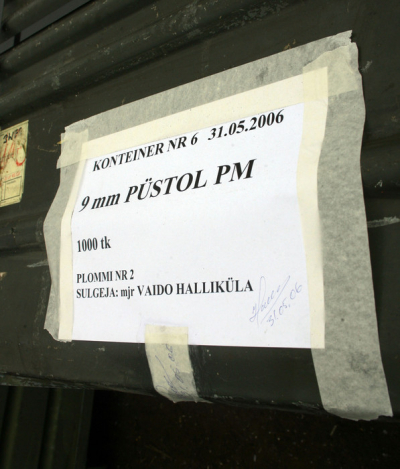 KONTEINER NR 6 31.05.2006
9 mm PÜSTOL PM
1000 tk
PLOMMI NR 2
SULGEJA: mjr VAIDO HALLIKÜLA
31.05.06